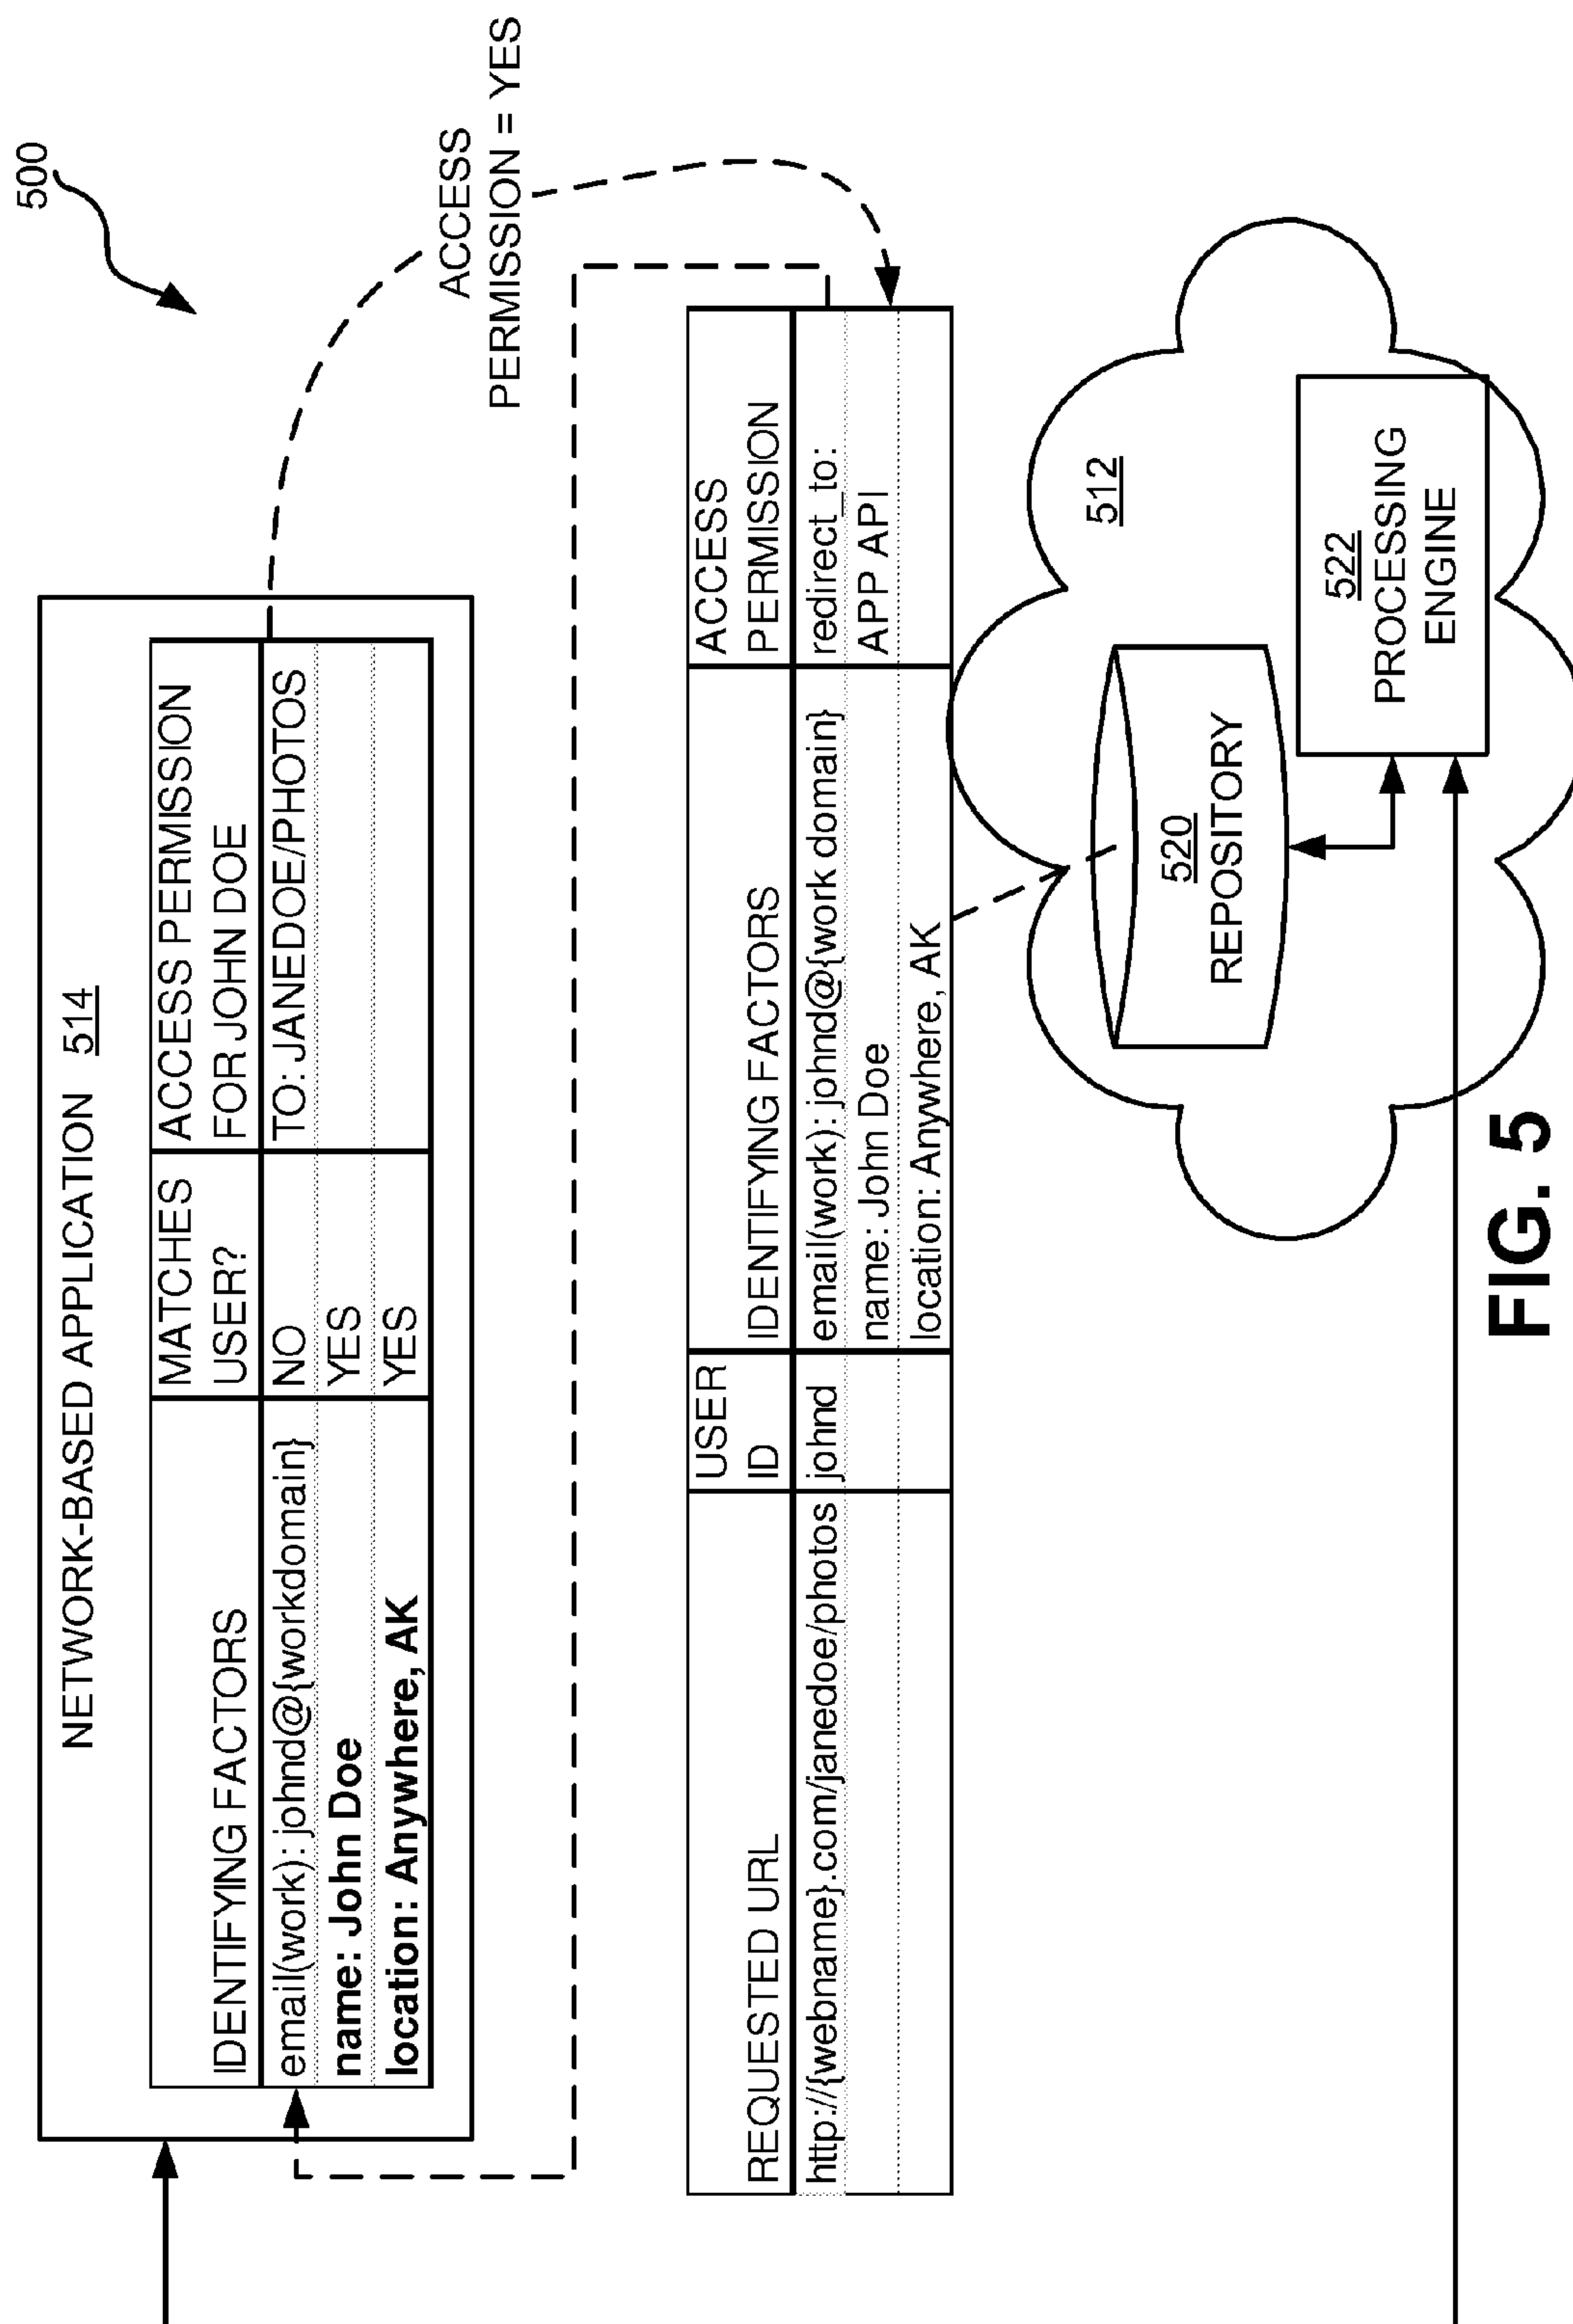 500
NETWORK-BASED APPLICATION 514
IDENTIFYING FACTORS
MATCHES
USER?
ACCESS PERMISSION
FOR JOHN DOE
email(work): johnd@{workdomain}
NO
TO: JANEDOE/PHOTOS
name: John Doe
YES
location: Anywhere, AK
YES
ACCESS
PERMISSION = YES
REQUESTED URL
USER
ID
IDENTIFYING FACTORS
ACCESS
PERMISSION
http://{webname}.com/janedoe/photos
johnd
email(work): johnd@{work domain}
redirect_to:
name: John Doe
APP API
location: Anywhere, AK
512
520
REPOSITORY
522
PROCESSING
ENGINE
FIG. 5